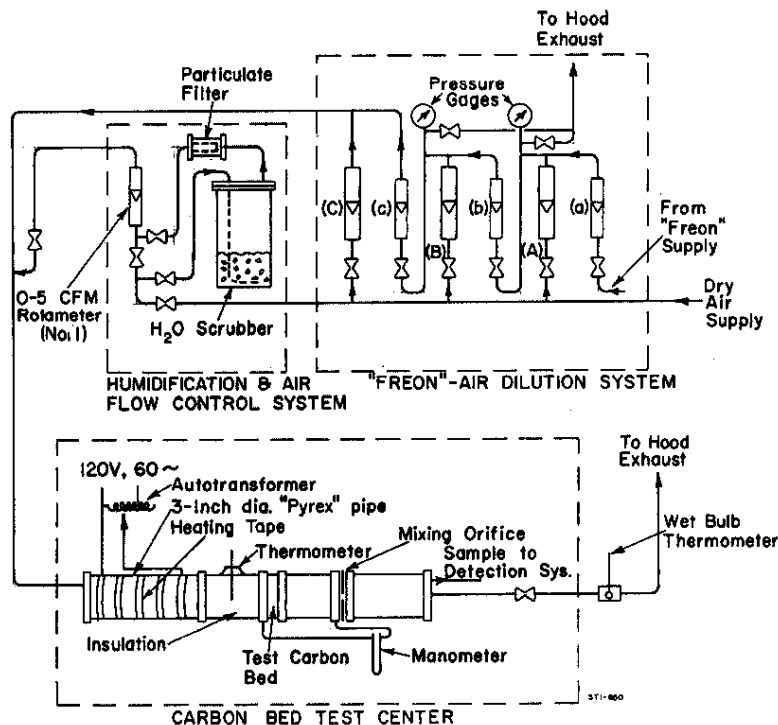 To Hood
Exhaust
Particulate
Filter
Pressure
Gages
(C)
(c)
(B)
(b)
(A)
(a)
From
"Freon"
Supply
Dry
Air
Supply
0-5 CFM
Rotameter
(No. 1)
H2O Scrubber
HUMIDIFICATION & AIR
FLOW CONTROL SYSTEM
"FREON"-AIR DILUTION SYSTEM
120V, 60 ~
Autotransformer
3-inch dia. "Pyrex" pipe
Heating Tape
Thermometer
Mixing Orifice
Sample to
Detection Sys.
To Hood
Exhaust
Wet Bulb
Thermometer
Insulation
Test Carbon
Bed
Manometer
CARBON BED TEST CENTER